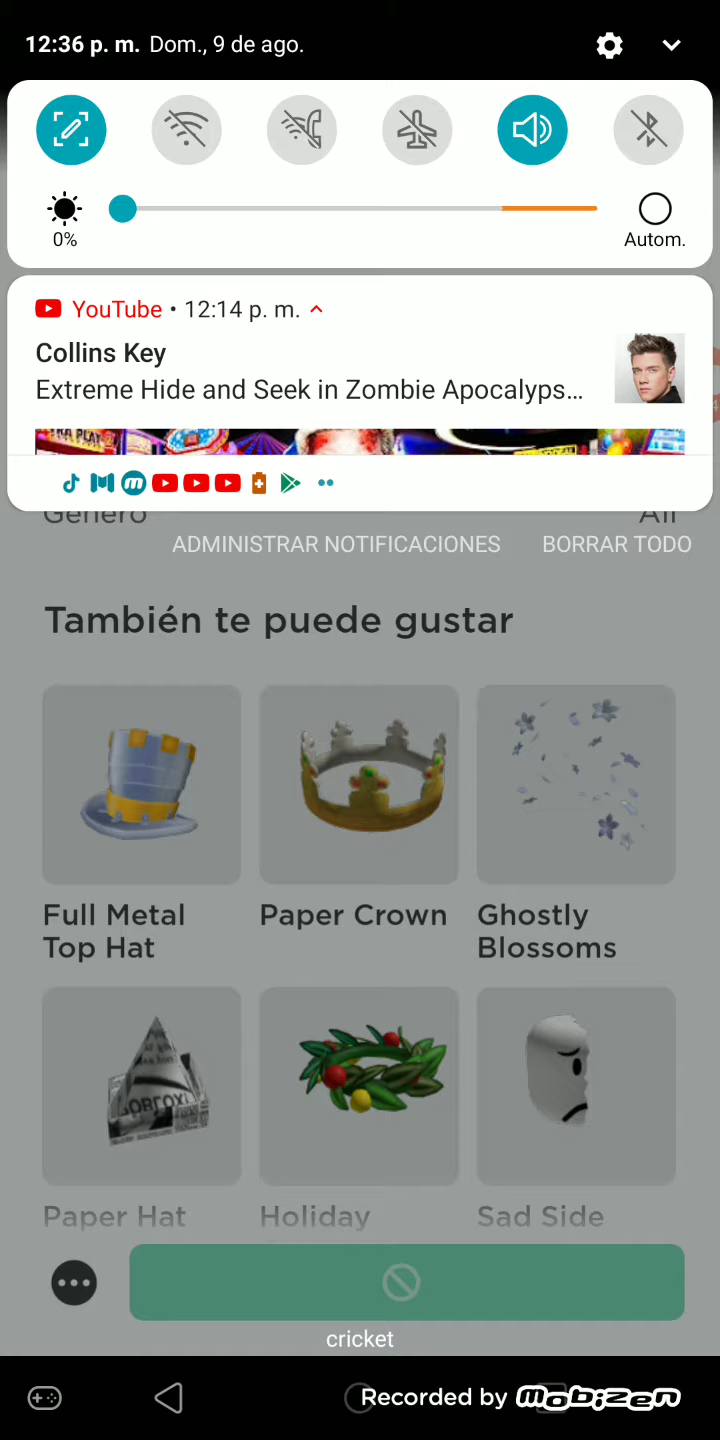 12:36 p. m. Dom., 9 de ago.
0%
Autom.
YouTube • 12:14 p. m.
Collins Key
Extreme Hide and Seek in Zombie Apocalyps...
Género
All
ADMINISTRAR NOTIFICACIONES
BORRAR TODO
También te puede gustar
Full Metal
Top Hat
Paper Crown
Ghostly
Blossoms
Paper Hat
Holiday
Sad Side
cricket
Recorded by mobizen